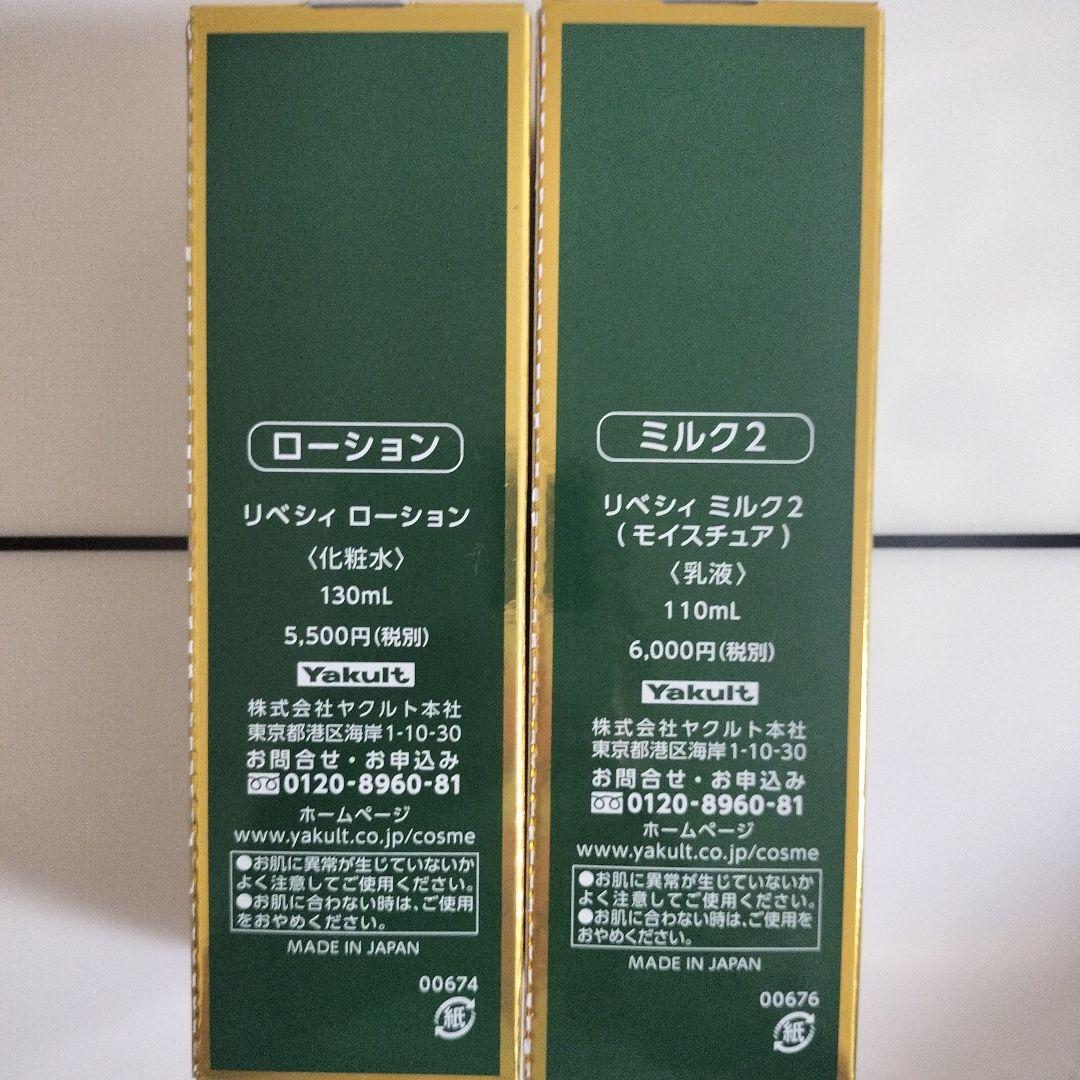 ローション
リベシィ ローション
〈化粧水〉
130mL
5,500円(税別)
Yakult
株式会社ヤクルト本社
東京都港区海岸1-10-30
お問合せ・お申込み
0120-8960-81
ホームページ
www.yakult.co.jp/cosme
●お肌に異常が生じていないか
よく注意してご使用ください。
●お肌に合わない時は、ご使用
をおやめください。
MADE IN JAPAN
00674
紙
ミルク2
リベシィ ミルク2
(モイスチュア)
〈乳液〉
110mL
6,000円(税別)
Yakult
株式会社ヤクルト本社
東京都港区海岸1-10-30
お問合せ・お申込み
0120-8960-81
ホームページ
www.yakult.co.jp/cosme
●お肌に異常が生じていないか
よく注意してご使用ください。
●お肌に合わない時は、ご使用を
おやめください。
MADE IN JAPAN
00676
紙